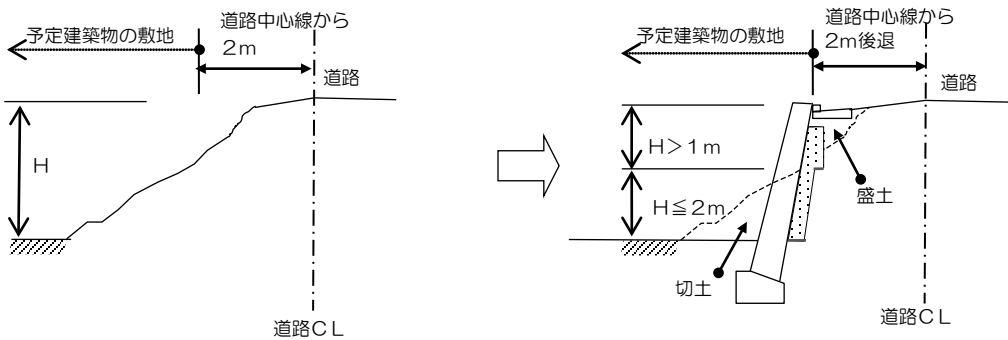 予定建築物の敷地
道路中心線から
2m
道路
H
道路CL
予定建築物の敷地
道路中心線から
2m後退
道路
H>1m
H≦2m
盛土
切土
道路CL